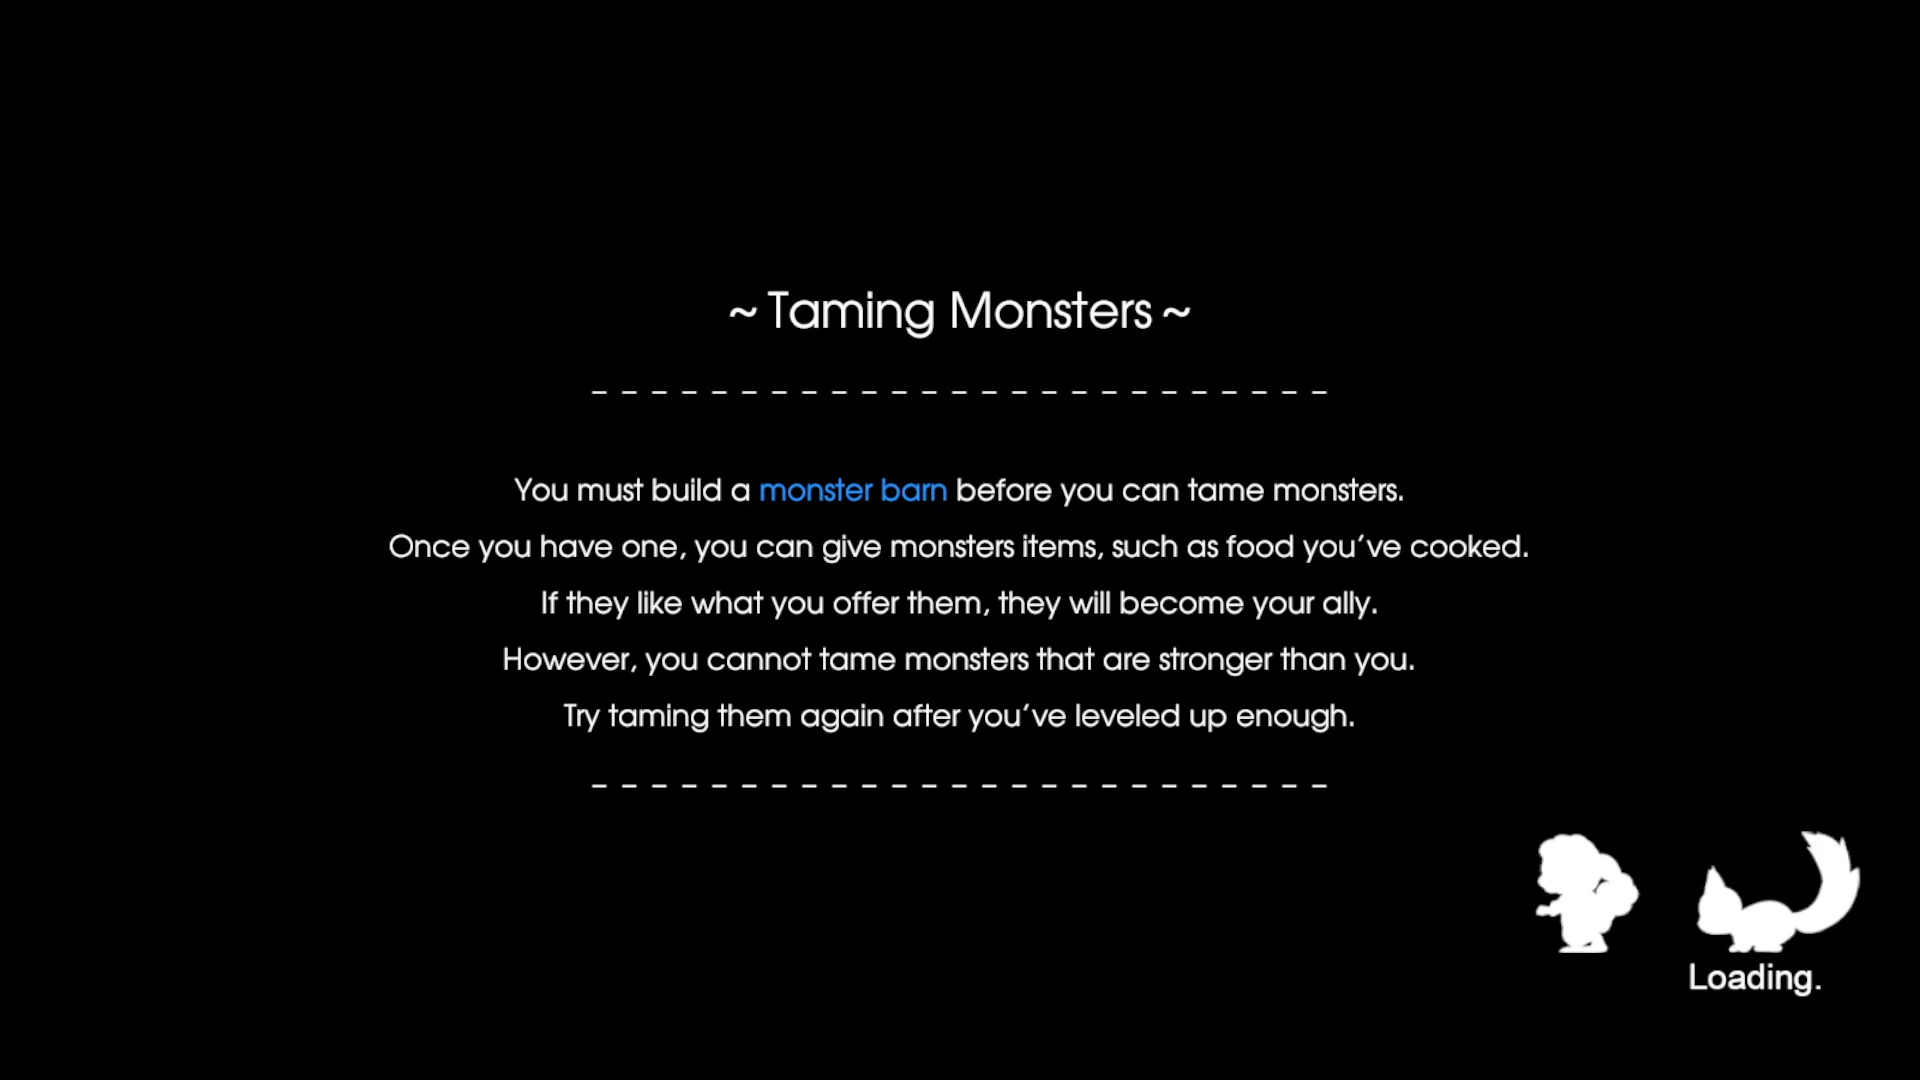 ~ Taming Monsters ~
You must build a monster barn before you can tame monsters.
Once you have one, you can give monsters items, such as food you've cooked.
If they like what you offer them, they will become your ally.
However, you cannot tame monsters that are stronger than you.
Try taming them again after you've leveled up enough.
Loading.